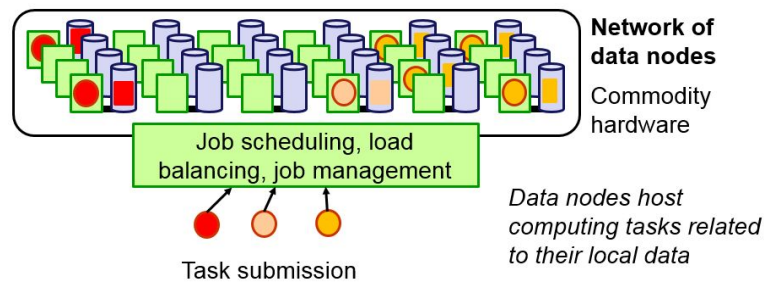 Network of
data nodes
Commodity
hardware
Job scheduling, load
balancing, job management
Data nodes host
computing tasks related
to their local data
Task submission